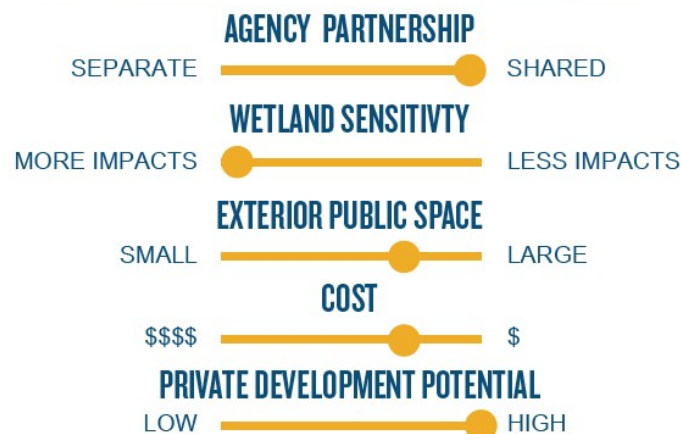 AGENCY PARTNERSHIP
SEPARATE SHARED
WETLAND SENSITIVTY
MORE IMPACTS LESS IMPACTS
EXTERIOR PUBLIC SPACE
SMALL LARGE
COST
$$$$ $
PRIVATE DEVELOPMENT POTENTIAL
LOW HIGH